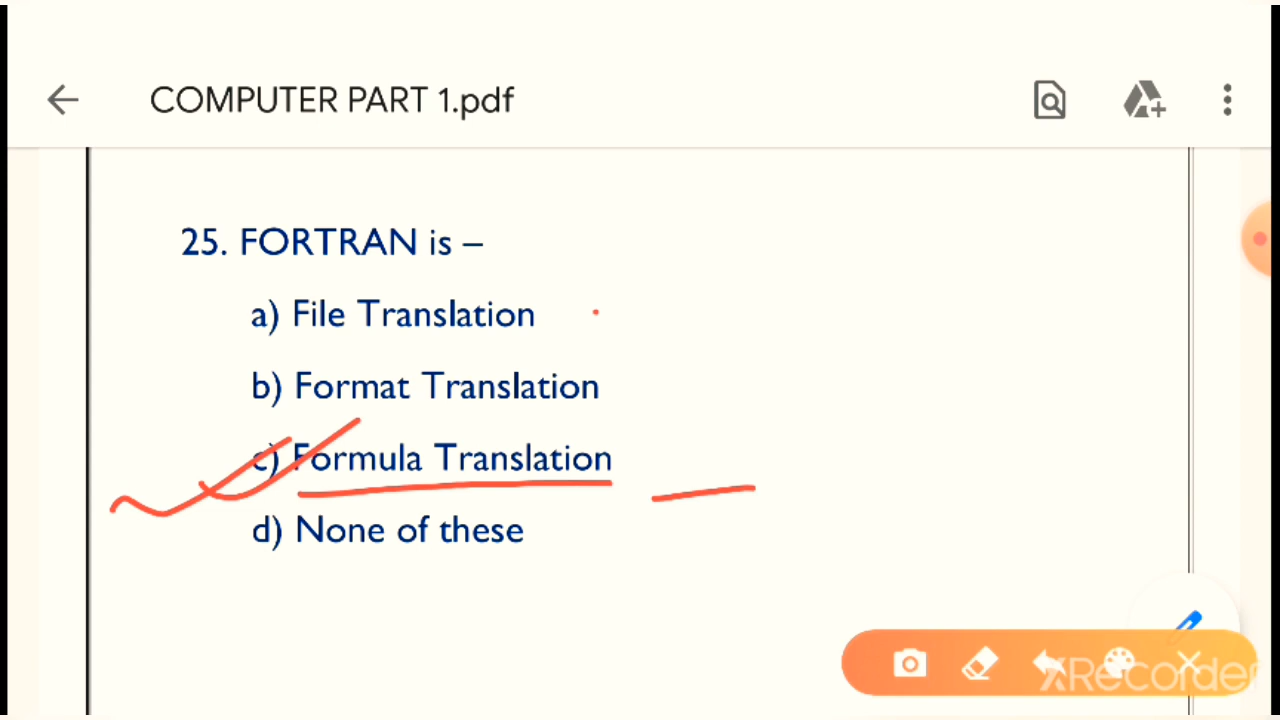 COMPUTER PART 1.pdf
25. FORTRAN is –
a) File Translation
b) Format Translation
c) Formula Translation
d) None of these
XRecorder